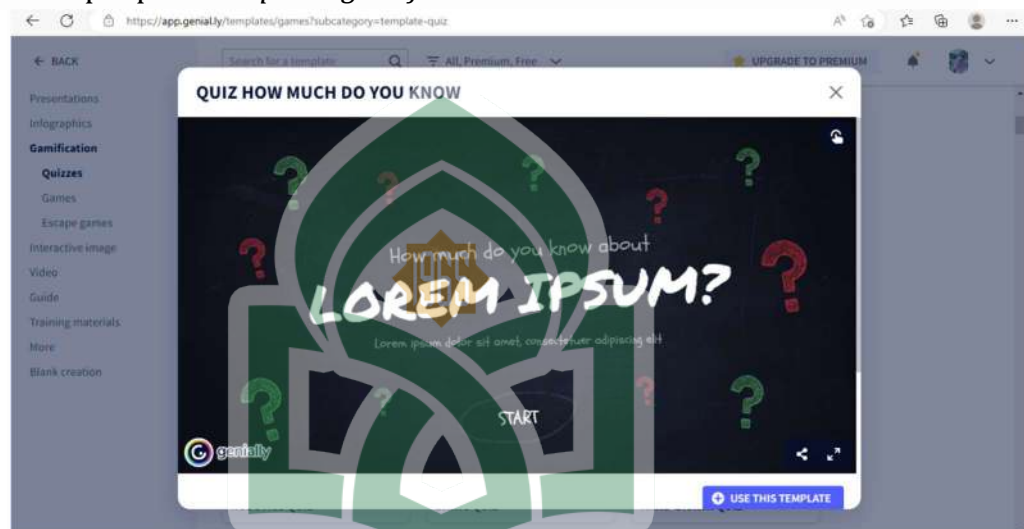 https://app.genial.ly/templates/games?subcategory=template-quiz
BACK
Search for a template
All, Premium, Free
UPGRADE TO PREMIUM
Presentations
Infographics
Gamification
Quizzes
Games
Escape games
Interactive image
Video
Guide
Training materials
More
Blank creation
QUIZ HOW MUCH DO YOU KNOW
How much do you know about
LOREM IPSUM?
Lorem ipsum dolor sit amet, consectetuer adipiscing elit
START
genially
USE THIS TEMPLATE